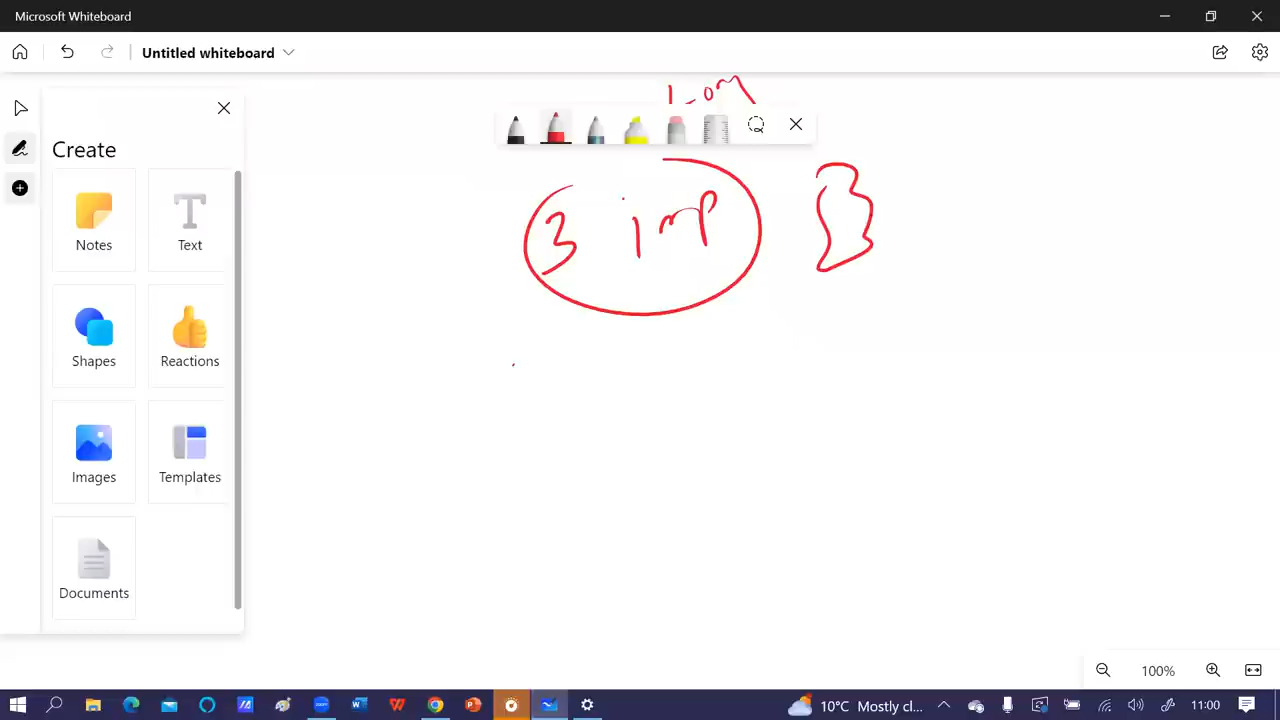 Microsoft Whiteboard
Untitled whiteboard
Create
Notes
Text
Shapes
Reactions
Images
Templates
Documents
3 imp
100%
10°C Mostly cl...
11:00